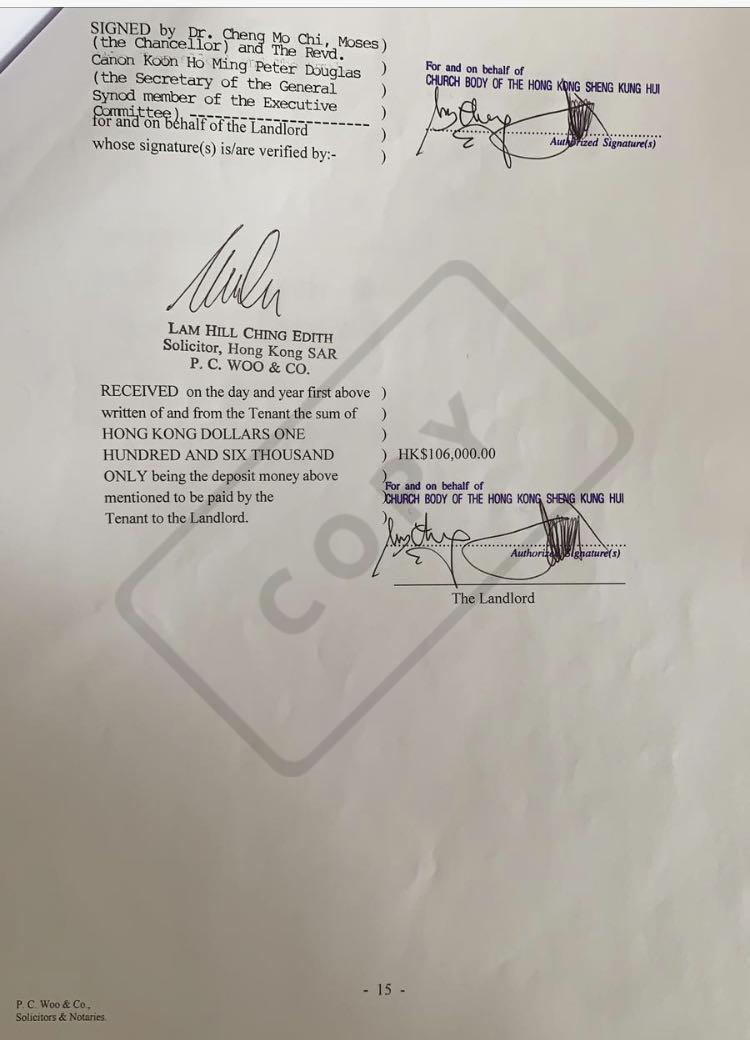 SIGNED by Dr. Cheng Mo Chi, Moses )
(the Chancellor) and The Revd.
Canon Koon Ho Ming Peter Douglas )
(the Secretary of the General )
Synod member of the Executive )
Committee) --------------------- )
for and on behalf of the Landlord )
whose signature(s) is/are verified by:- )
For and on behalf of
CHURCH BODY OF THE HONG KONG SHENG KUNG HUI
Authorized Signature(s)
LAM HILL CHING EDITH
Solicitor, Hong Kong SAR
P. C. WOO & CO.
RECEIVED on the day and year first above )
written of and from the Tenant the sum of )
HONG KONG DOLLARS ONE )
HUNDRED AND SIX THOUSAND ) HK$106,000.00
ONLY being the deposit money above )
mentioned to be paid by the )
Tenant to the Landlord. )
For and on behalf of
CHURCH BODY OF THE HONG KONG SHENG KUNG HUI
Authorized Signature(s)
The Landlord
COPY
- 15 -
P. C. Woo & Co.,
Solicitors & Notaries.